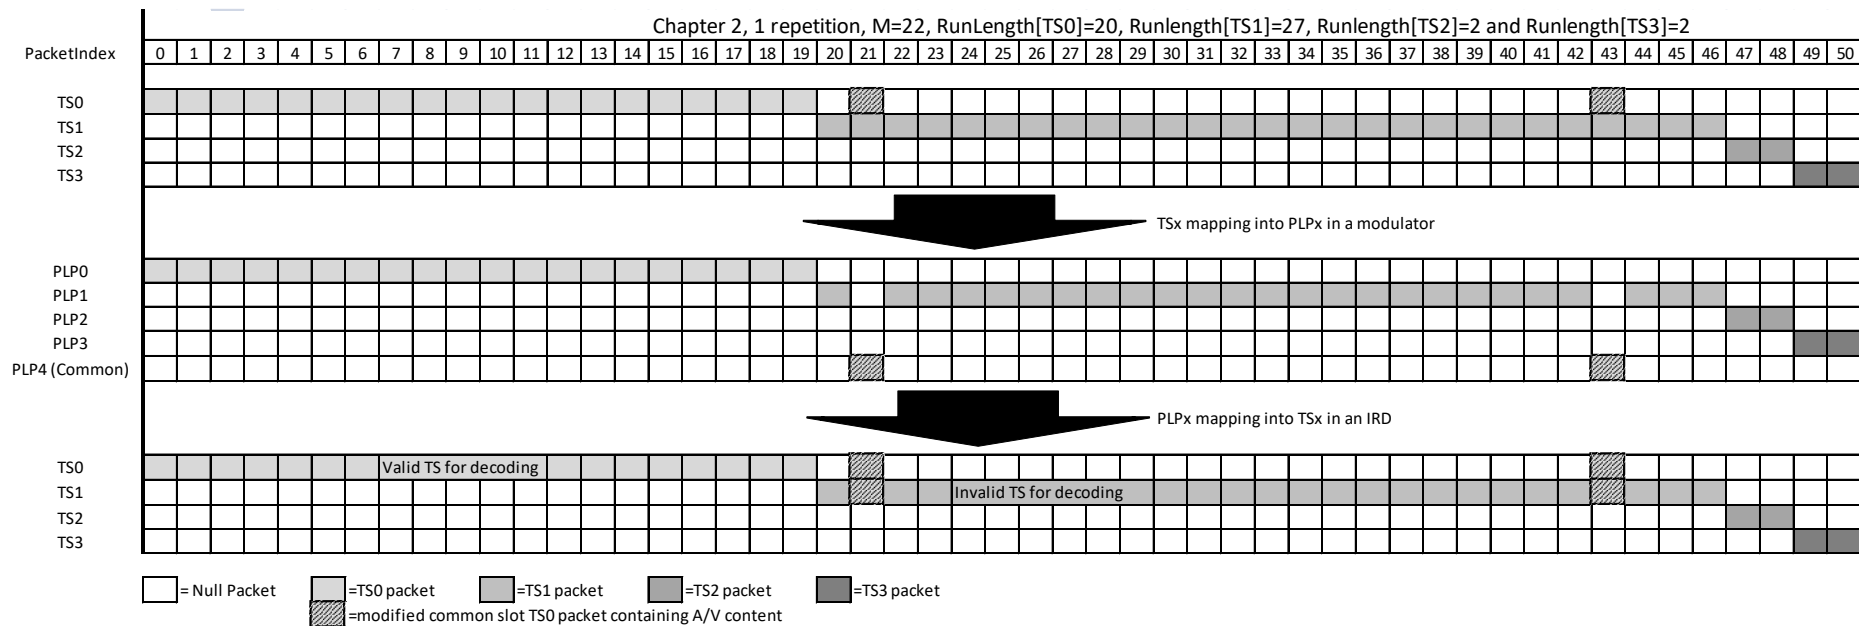 Chapter 2, 1 repetition, M=22, RunLength[TS0]=20, Runlength[TS1]=27, Runlength[TS2]=2 and Runlength[TS3]=2
PacketIndex 0 1 2 3 4 5 6 7 8 9 10 11 12 13 14 15 16 17 18 19 20 21 22 23 24 25 26 27 28 29 30 31 32 33 34 35 36 37 38 39 40 41 42 43 44 45 46 47 48 49 50
TS0
TS1
TS2
TS3
TSx mapping into PLPx in a modulator
PLP0
PLP1
PLP2
PLP3
PLP4 (Common)
PLPx mapping into TSx in an IRD
TS0 Valid TS for decoding
TS1 Invalid TS for decoding
TS2
TS3
= Null Packet =TS0 packet =TS1 packet =TS2 packet =TS3 packet
=modified common slot TS0 packet containing A/V content